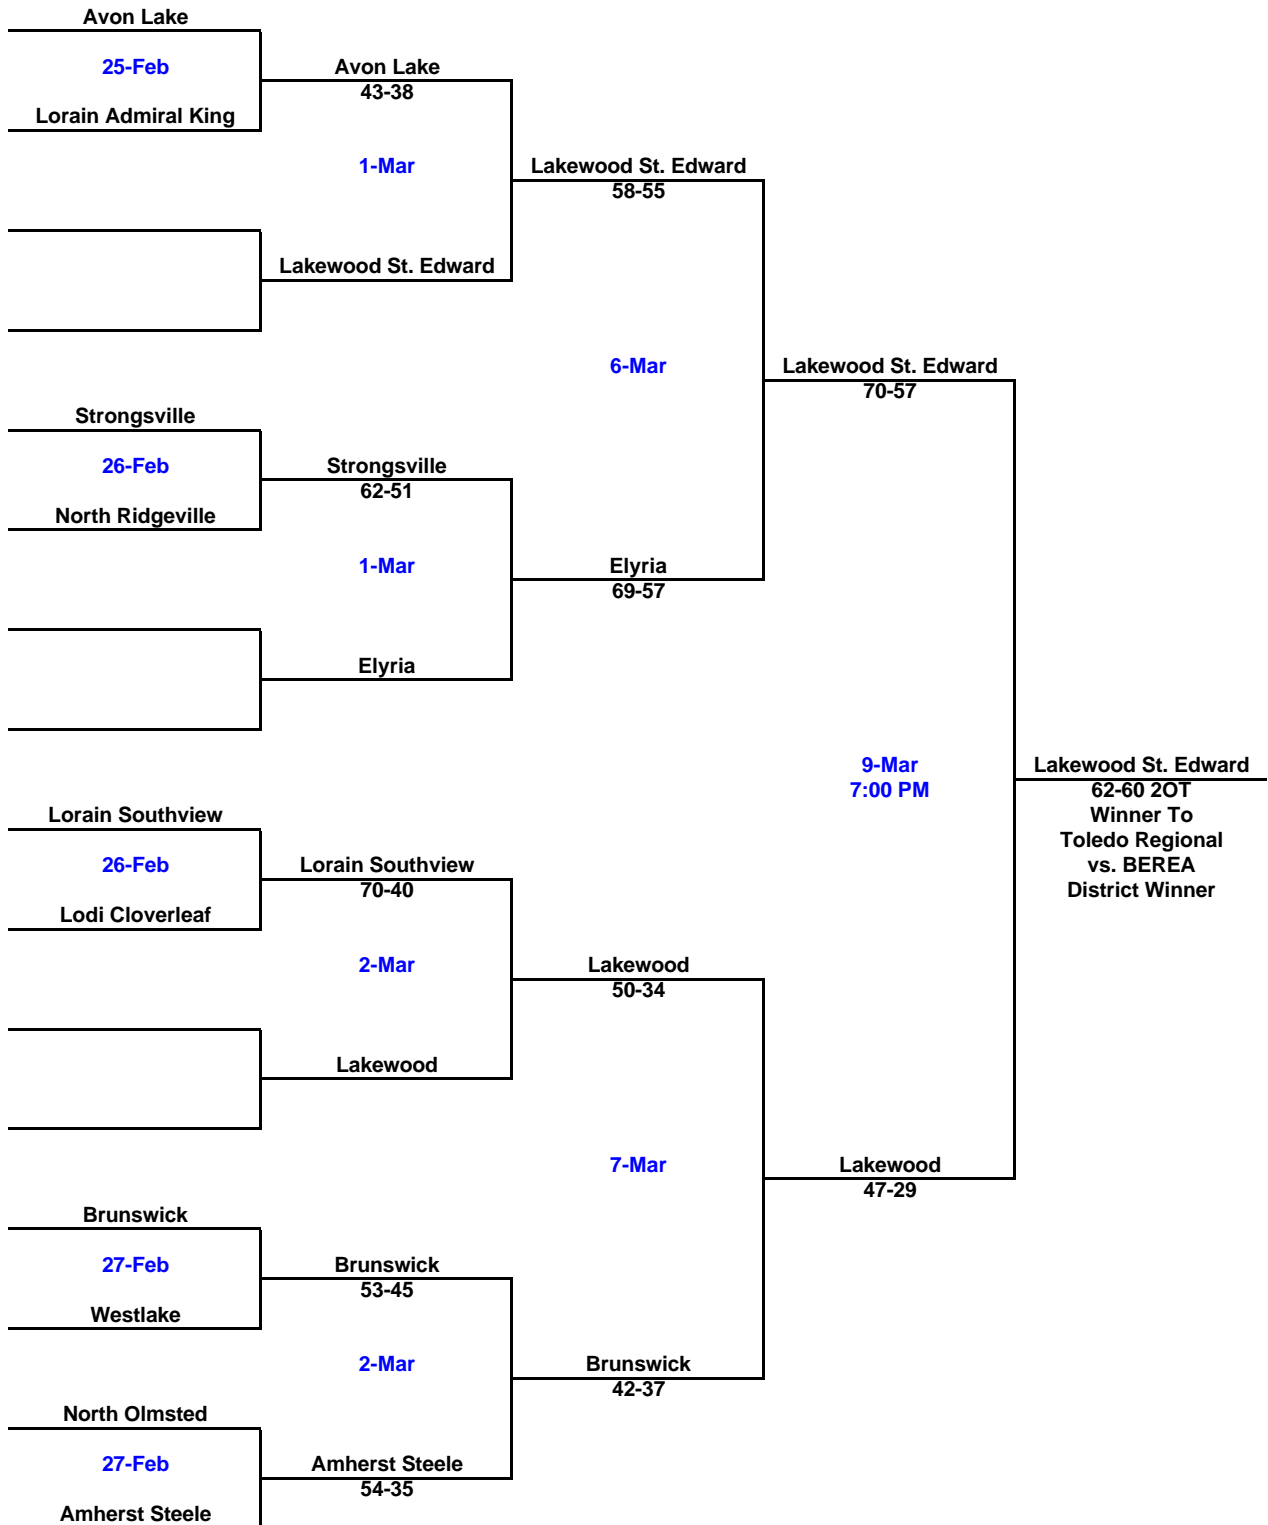 Avon Lake
25-Feb
Avon Lake
43-38
Lorain Admiral King
1-Mar
Lakewood St. Edward
58-55
Lakewood St. Edward
6-Mar
Lakewood St. Edward
70-57
Strongsville
26-Feb
Strongsville
62-51
North Ridgeville
1-Mar
Elyria
69-57
Elyria
9-Mar
7:00 PM
Lakewood St. Edward
62-60 2OT
Winner To
Toledo Regional
vs. BEREA
District Winner
Lorain Southview
26-Feb
Lorain Southview
70-40
Lodi Cloverleaf
2-Mar
Lakewood
50-34
Lakewood
7-Mar
Lakewood
47-29
Brunswick
27-Feb
Brunswick
53-45
Westlake
2-Mar
Brunswick
42-37
North Olmsted
27-Feb
Amherst Steele
54-35
Amherst Steele